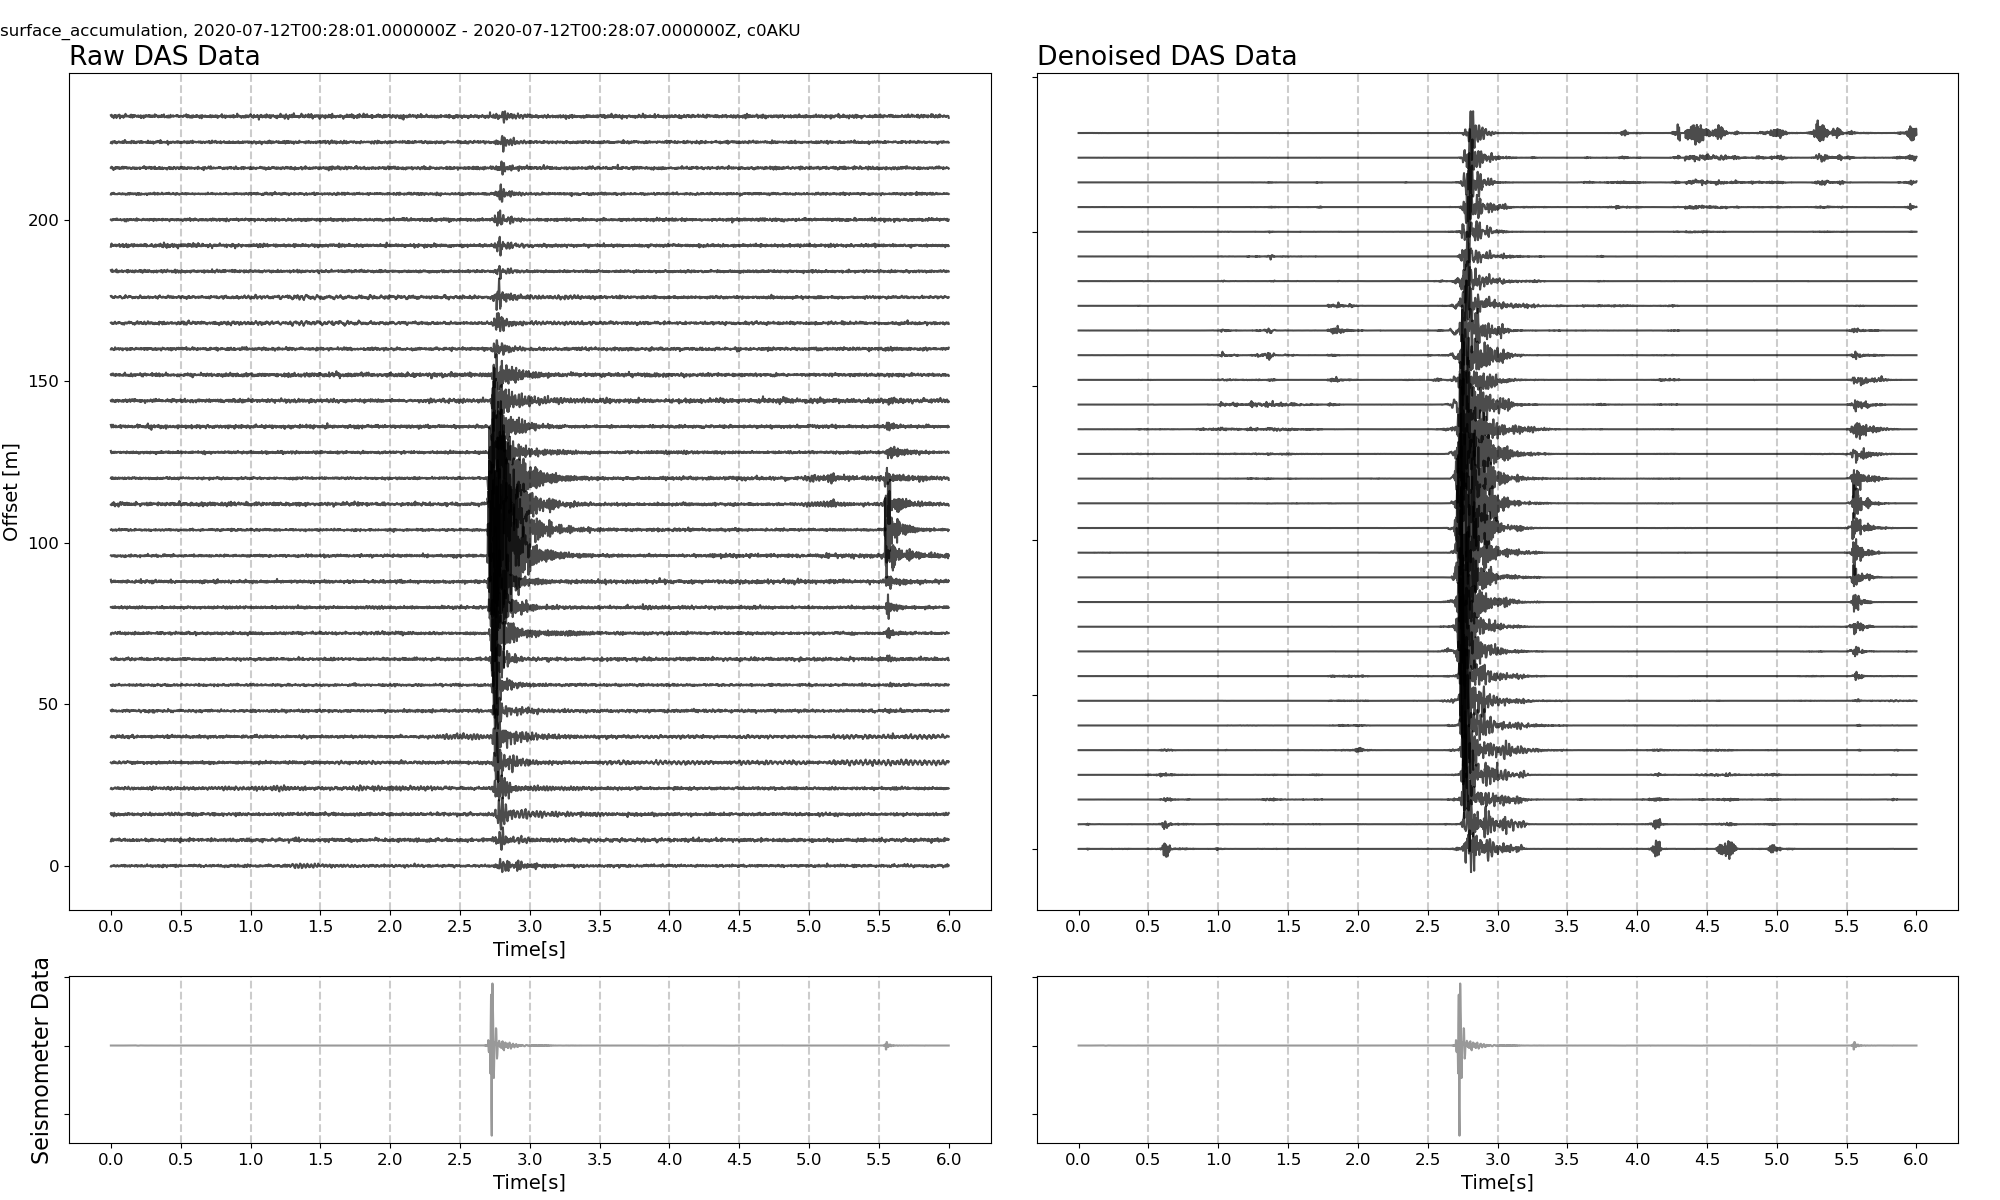 surface_accumulation, 2020-07-12T00:28:01.000000Z - 2020-07-12T00:28:07.000000Z, c0AKU
Raw DAS Data
Denoised DAS Data
Offset [m]
200
150
100
50
0
0.0 0.5 1.0 1.5 2.0 2.5 3.0 3.5 4.0 4.5 5.0 5.5 6.0
Time[s]
0.0 0.5 1.0 1.5 2.0 2.5 3.0 3.5 4.0 4.5 5.0 5.5 6.0
Seismometer Data
0.0 0.5 1.0 1.5 2.0 2.5 3.0 3.5 4.0 4.5 5.0 5.5 6.0
Time[s]
0.0 0.5 1.0 1.5 2.0 2.5 3.0 3.5 4.0 4.5 5.0 5.5 6.0
Time[s]